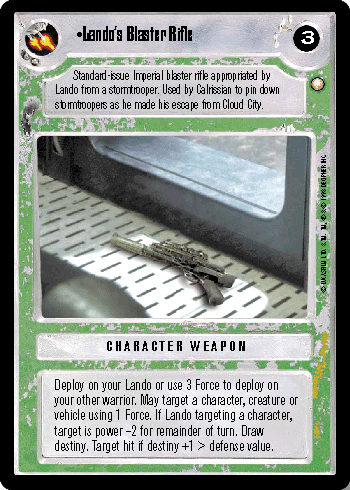 •Lando's Blaster Rifle
3
Standard-issue Imperial blaster rifle appropriated by
Lando from a stormtrooper. Used by Calrissian to pin down
stormtroopers as he made his escape from Cloud City.
CHARACTER WEAPON
Deploy on your Lando or use 3 Force to deploy on
your other warrior. May target a character, creature or
vehicle using 1 Force. If Lando targeting a character,
target is power –2 for remainder of turn. Draw
destiny. Target hit if destiny +1 > defense value.